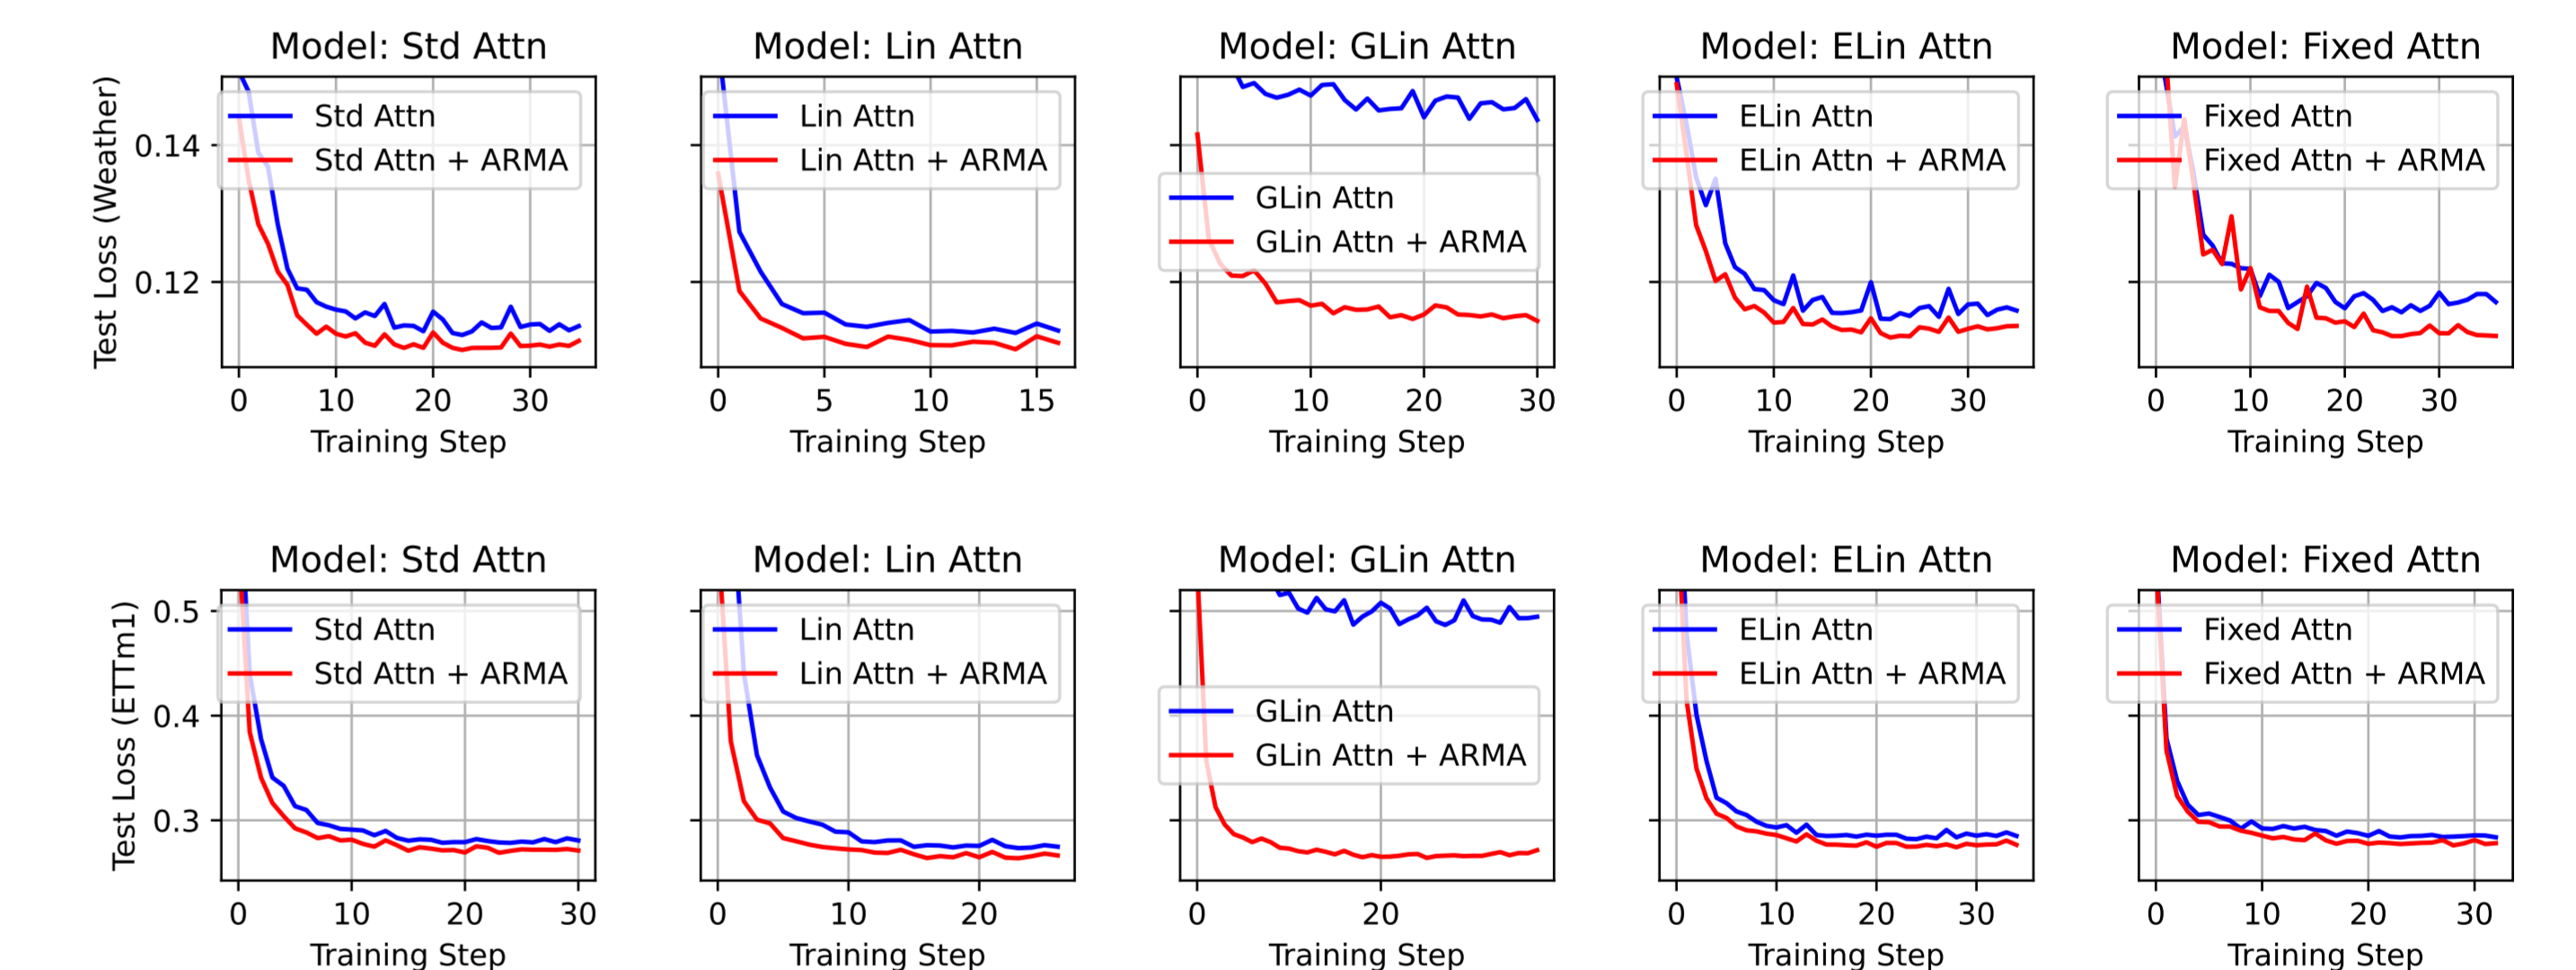 Model: Std Attn
Model: Lin Attn
Model: GLin Attn
Model: ELin Attn
Model: Fixed Attn
Test Loss (Weather)
0.14
0.12
Std Attn
Std Attn + ARMA
Lin Attn
Lin Attn + ARMA
GLin Attn
GLin Attn + ARMA
ELin Attn
ELin Attn + ARMA
Fixed Attn
Fixed Attn + ARMA
0 10 20 30
0 5 10 15
0 10 20 30
0 10 20 30
0 10 20 30
Training Step
Training Step
Training Step
Training Step
Training Step
Model: Std Attn
Model: Lin Attn
Model: GLin Attn
Model: ELin Attn
Model: Fixed Attn
Test Loss (ETTm1)
0.5
0.4
0.3
Std Attn
Std Attn + ARMA
Lin Attn
Lin Attn + ARMA
GLin Attn
GLin Attn + ARMA
ELin Attn
ELin Attn + ARMA
Fixed Attn
Fixed Attn + ARMA
0 10 20 30
0 10 20
0 20
0 10 20 30
0 10 20 30
Training Step
Training Step
Training Step
Training Step
Training Step